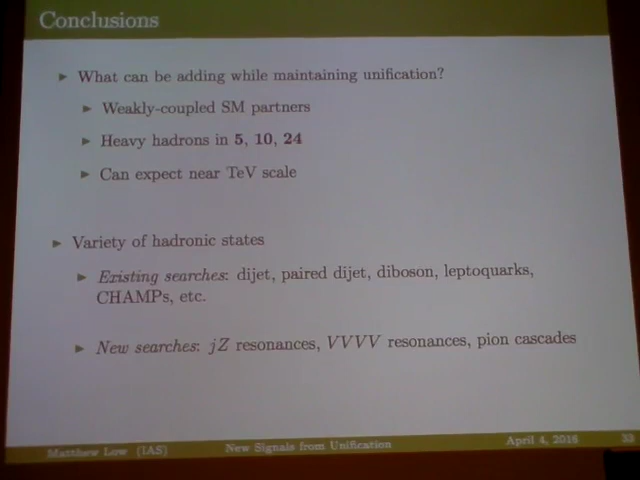 Conclusions
What can be adding while maintaining unification?
Weakly-coupled SM partners
Heavy hadrons in 5, 10, 24
Can expect near TeV scale
Variety of hadronic states
Existing searches: dijet, paired dijet, diboson, leptoquarks,
CHAMPs, etc.
New searches: jZ resonances, VVVV resonances, pion cascades
Matthew Low (IAS) New Signals from Unification April 4, 2016 33